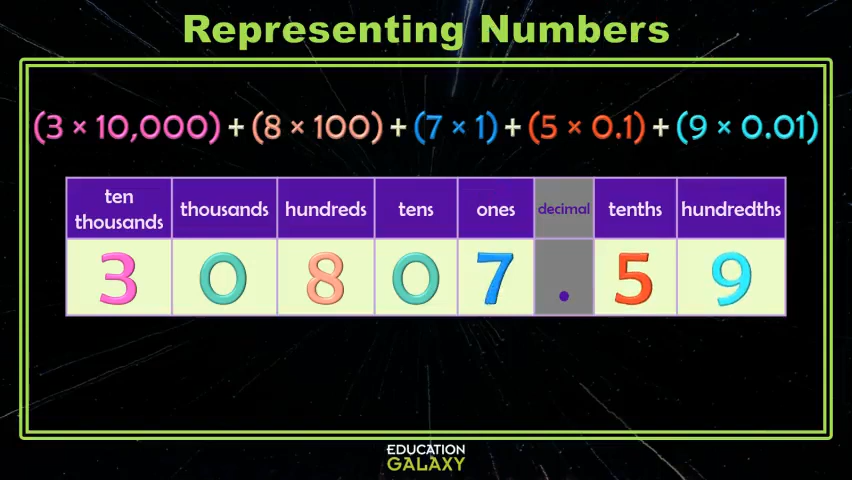 Representing Numbers
(3 × 10,000) + (8 × 100) + (7 × 1) + (5 × 0.1) + (9 × 0.01)
ten thousands thousands hundreds tens ones decimal tenths hundredths
3 0 8 0 7 . 5 9
EDUCATION
GALAXY